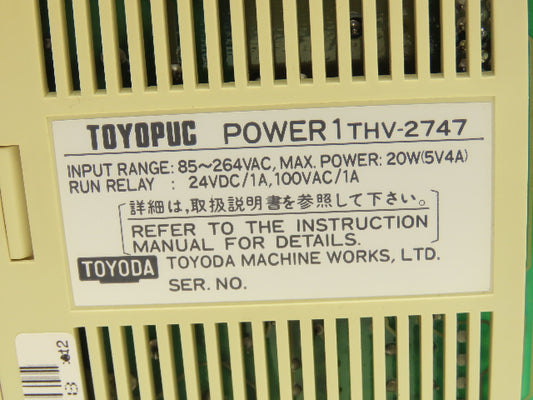 TOYOPUC POWER1 THV-2747
INPUT RANGE: 85~264VAC, MAX. POWER: 20W(5V4A)
RUN RELAY : 24VDC/1A, 100VAC/1A
詳細は,取扱説明書を参照して下さい。
REFER TO THE INSTRUCTION
MANUAL FOR DETAILS.
TOYODA TOYODA MACHINE WORKS, LTD.
SER. NO.